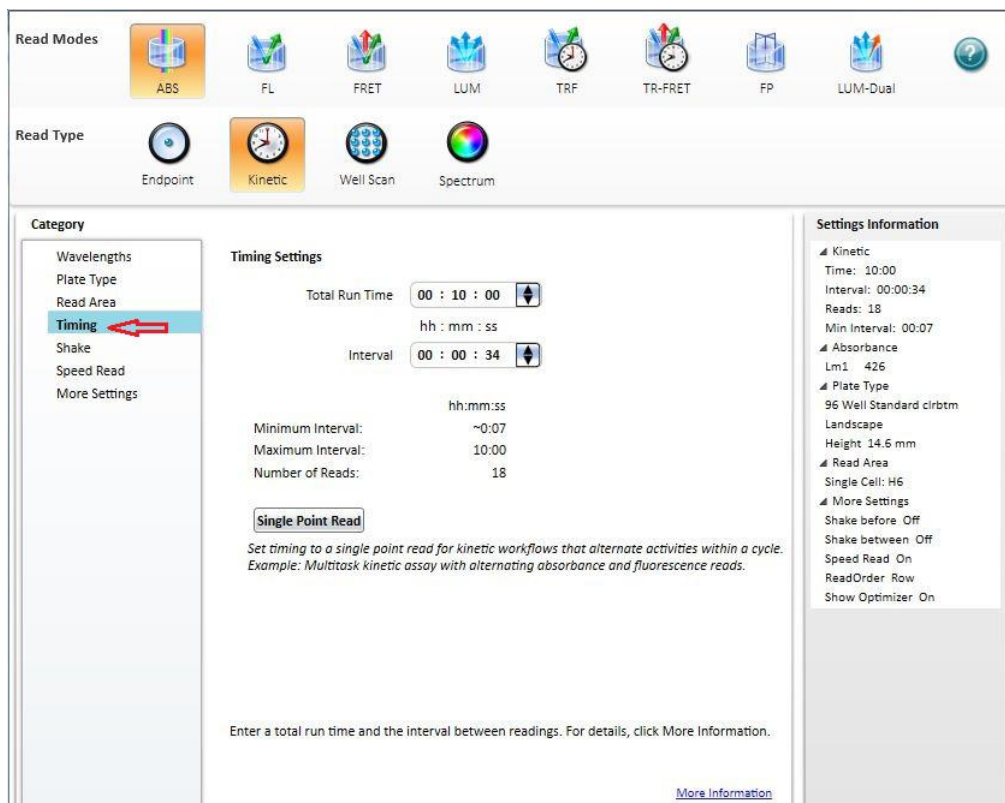 Read Modes
ABS FL FRET LUM TRF TR-FRET FP LUM-Dual ?
Read Type
Endpoint Kinetic Well Scan Spectrum
Category
Wavelengths
Plate Type
Read Area
Timing
Shake
Speed Read
More Settings
Timing Settings
Total Run Time 00 : 10 : 00
hh : mm : ss
Interval 00 : 00 : 34
hh:mm:ss
Minimum Interval: ~0:07
Maximum Interval: 10:00
Number of Reads: 18
Single Point Read
Set timing to a single point read for kinetic workflows that alternate activities within a cycle.
Example: Multitask kinetic assay with alternating absorbance and fluorescence reads.
Enter a total run time and the interval between readings. For details, click More Information.
More Information
Settings Information
Kinetic
Time: 10:00
Interval: 00:00:34
Reads: 18
Min Interval: 00:07
Absorbance
Lm1 426
Plate Type
96 Well Standard clrbtm
Landscape
Height 14.6 mm
Read Area
Single Cell: H6
More Settings
Shake before Off
Shake between Off
Speed Read On
ReadOrder Row
Show Optimizer On